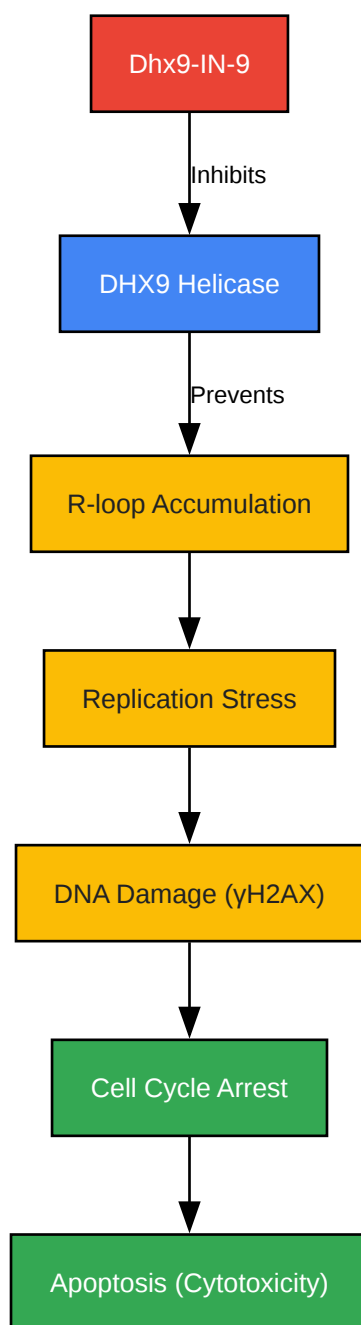 Dhx9-IN-9
Inhibits
DHX9 Helicase
Prevents
R-loop Accumulation
Replication Stress
DNA Damage (γH2AX)
Cell Cycle Arrest
Apoptosis (Cytotoxicity)